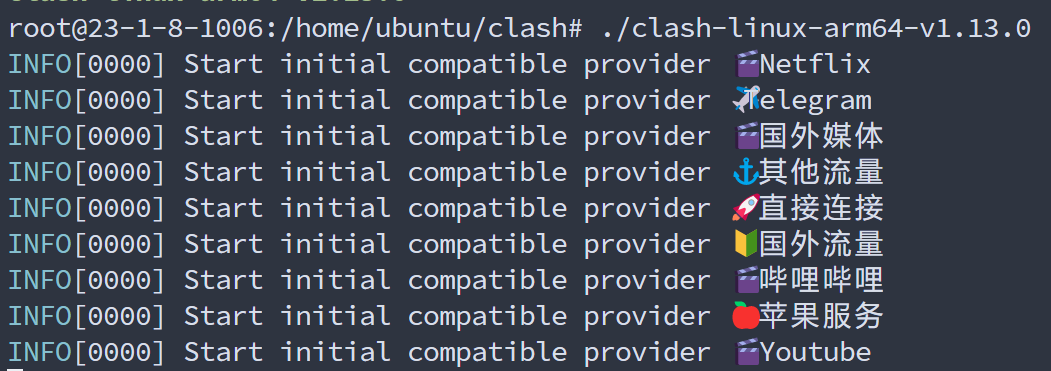 root@23-1-8-1006:/home/ubuntu/clash# ./clash-linux-arm64-v1.13.0
INFO[0000] Start initial compatible provider 🎬Netflix
INFO[0000] Start initial compatible provider ✈Telegram
INFO[0000] Start initial compatible provider 🎬国外媒体
INFO[0000] Start initial compatible provider ⚓其他流量
INFO[0000] Start initial compatible provider 🚀直接连接
INFO[0000] Start initial compatible provider 🔰国外流量
INFO[0000] Start initial compatible provider 🎬哔哩哔哩
INFO[0000] Start initial compatible provider 🍎苹果服务
INFO[0000] Start initial compatible provider 🎬Youtube